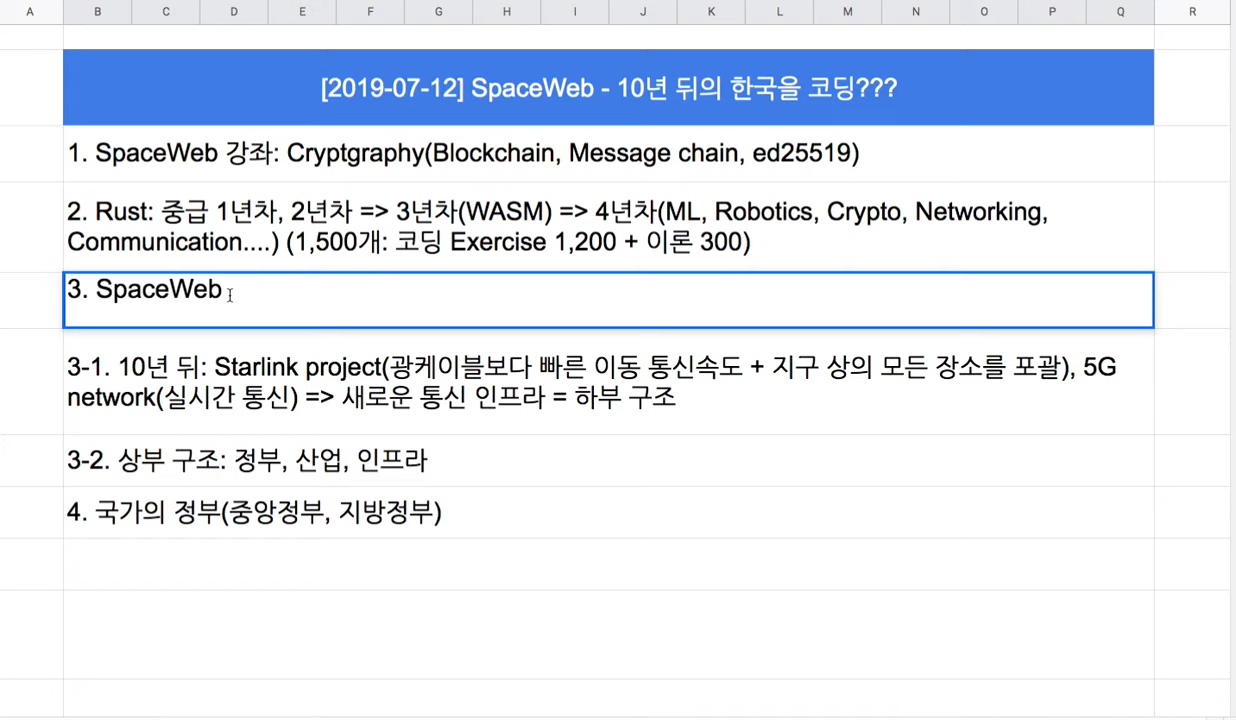 A B C D E F G H I J K L M N O P Q R
[2019-07-12] SpaceWeb - 10년 뒤의 한국을 코딩???
1. SpaceWeb 강좌: Cryptgraphy(Blockchain, Message chain, ed25519)
2. Rust: 중급 1년차, 2년차 => 3년차(WASM) => 4년차(ML, Robotics, Crypto, Networking,
Communication....) (1,500개: 코딩 Exercise 1,200 + 이론 300)
3. SpaceWeb
3-1. 10년 뒤: Starlink project(광케이블보다 빠른 이동 통신속도 + 지구 상의 모든 장소를 포괄), 5G
network(실시간 통신) => 새로운 통신 인프라 = 하부 구조
3-2. 상부 구조: 정부, 산업, 인프라
4. 국가의 정부(중앙정부, 지방정부)